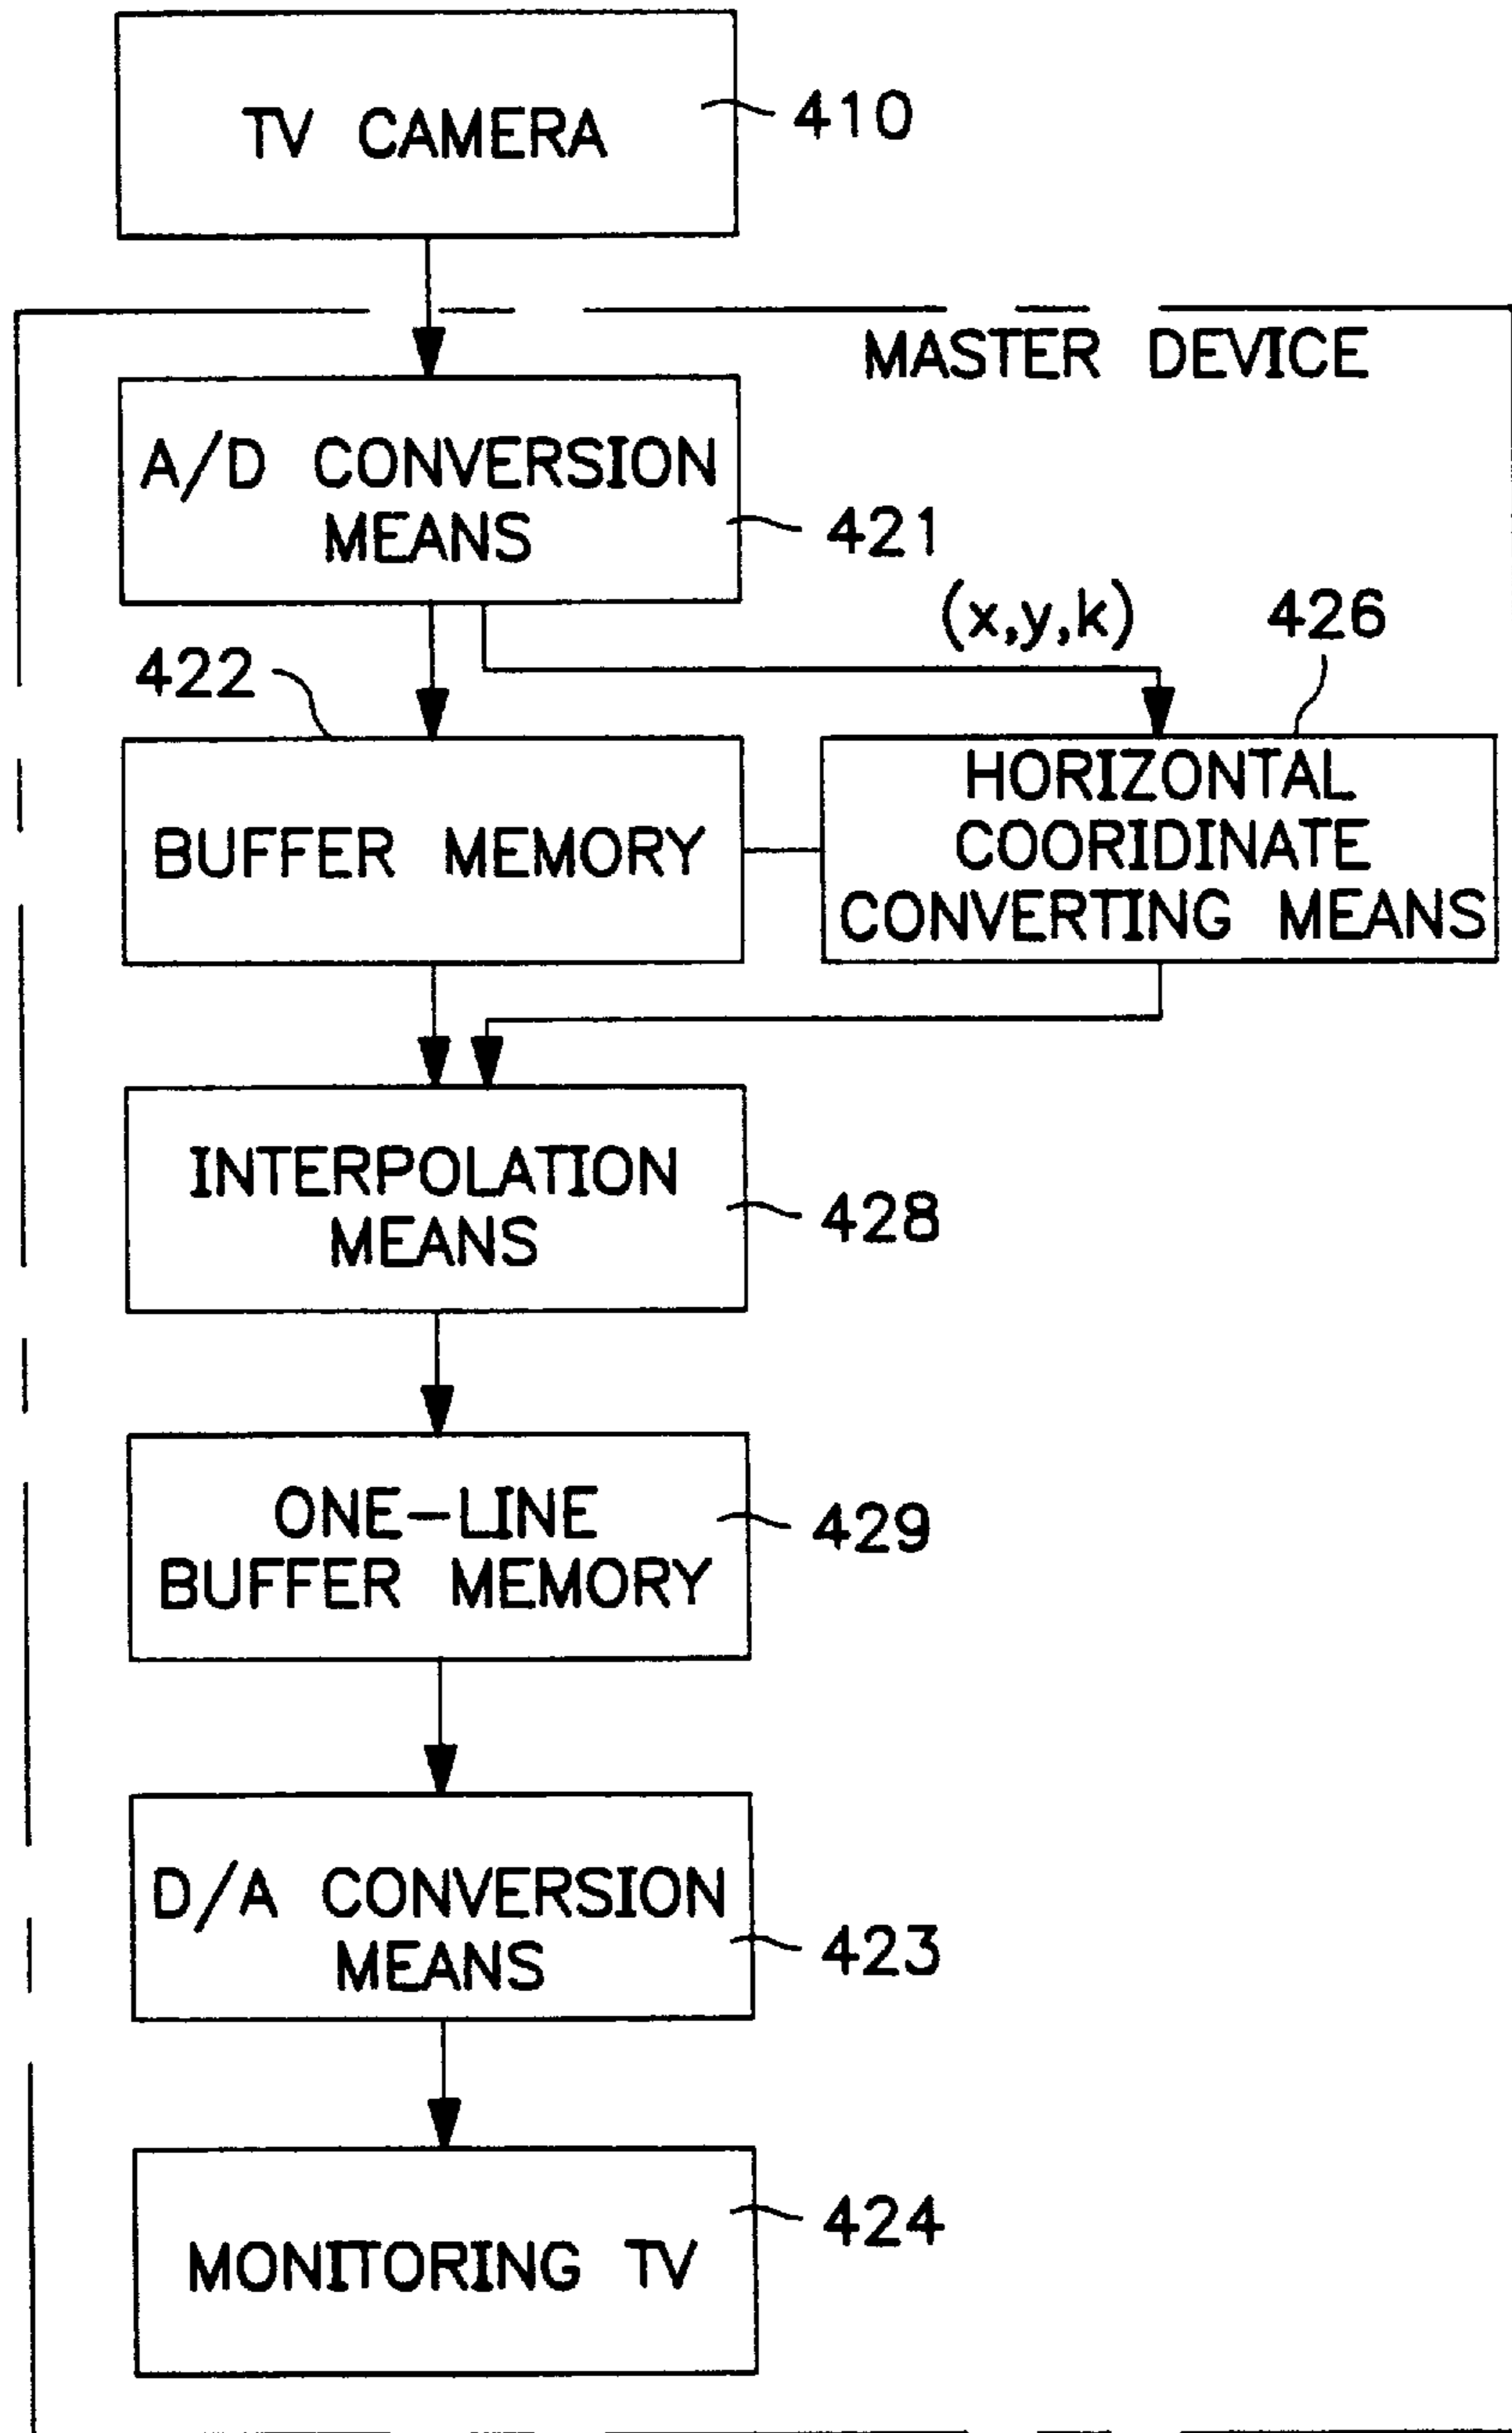 TV CAMERA
410
MASTER DEVICE
A/D CONVERSION
MEANS
421
(x,y,k)
426
422
BUFFER MEMORY
HORIZONTAL
COORIDINATE
CONVERTING MEANS
INTERPOLATION
MEANS
428
ONE-LINE
BUFFER MEMORY
429
D/A CONVERSION
MEANS
423
MONITORING TV
424